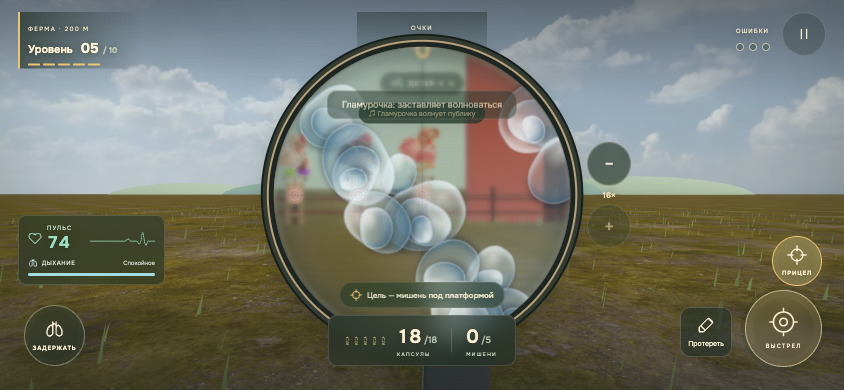 ФЕРМА · 200 М
Уровень 05 / 10
ОЧКИ
ОШИБКИ
Гламурочка: заставляет волноваться
Гламурочка волнует публику
16×
ПУЛЬС
74
ДЫХАНИЕ Спокойное
ЗАДЕРЖАТЬ
Цель — мишень под платформой
18 /18
КАПСУЛЫ
0 /5
МИШЕНИ
ПРИЦЕЛ
Протереть
ВЫСТРЕЛ